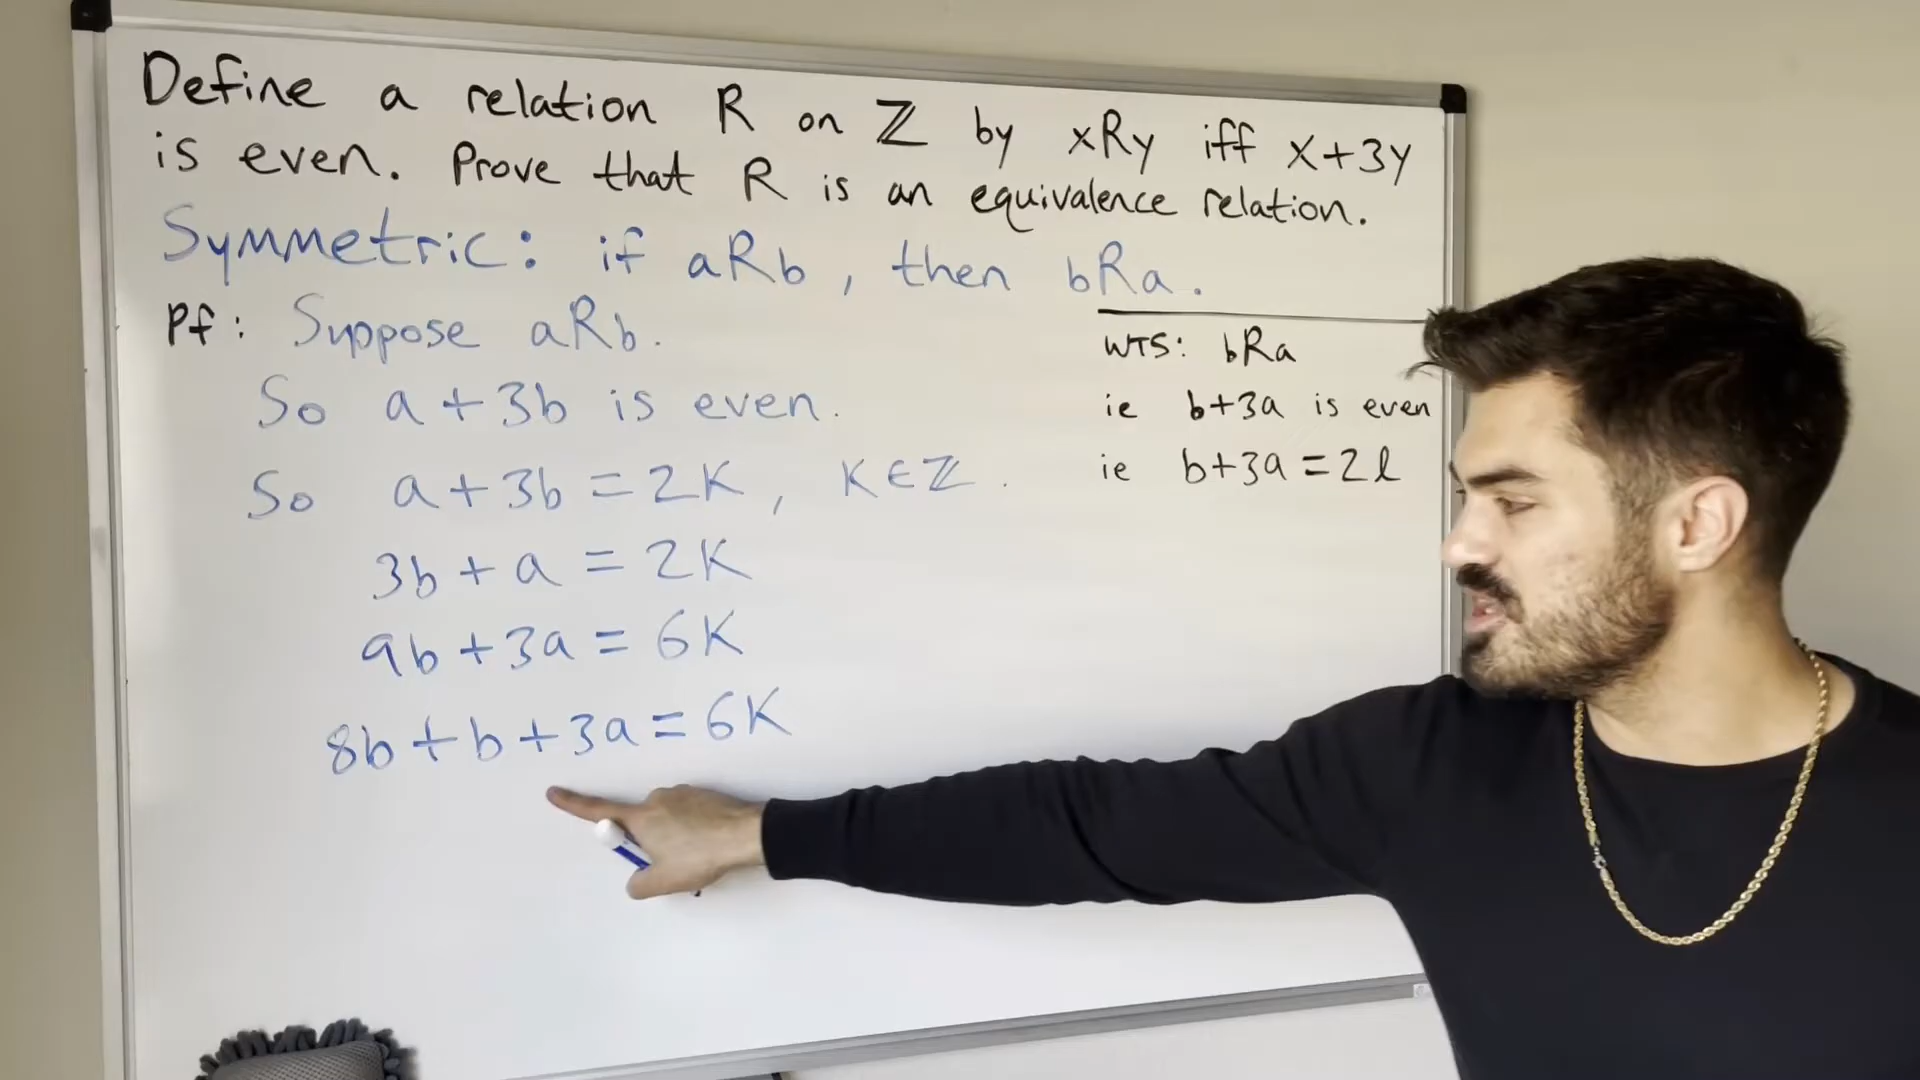 Define a relation R on ℤ by xRy iff x+3y
is even. Prove that R is an equivalence relation.
Symmetric: if aRb, then bRa.
Pf: Suppose aRb.
So a+3b is even.
So a+3b = 2K, K∈ℤ.
3b+a = 2K
9b+3a = 6K
8b+b+3a = 6K
WTS: bRa
ie b+3a is even
ie b+3a = 2ℓ